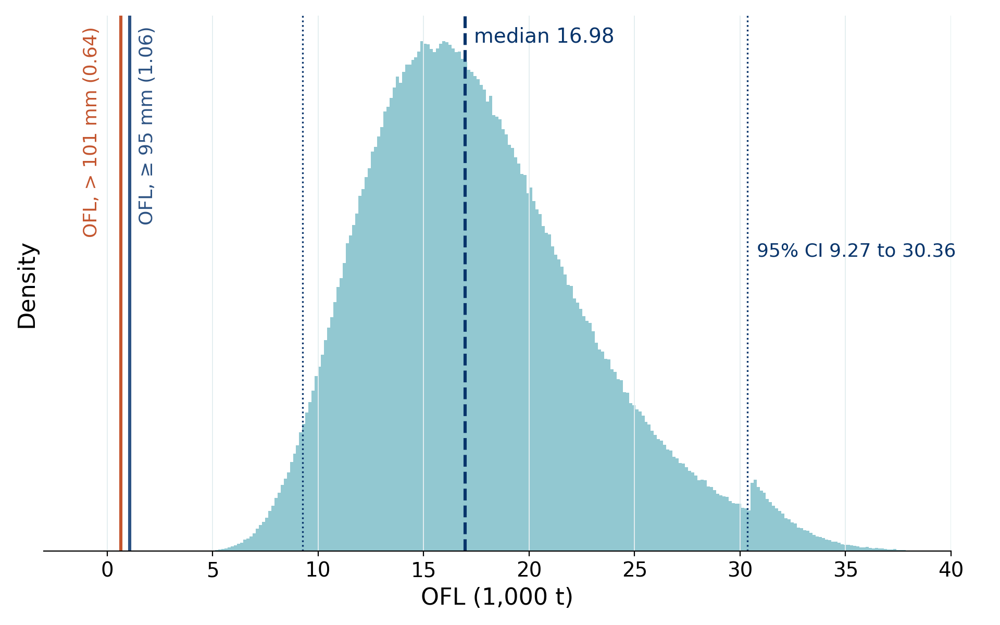 OFL, > 101 mm (0.64)
OFL, ≥ 95 mm (1.06)
median 16.98
95% CI 9.27 to 30.36
Density
0 5 10 15 20 25 30 35 40
OFL (1,000 t)